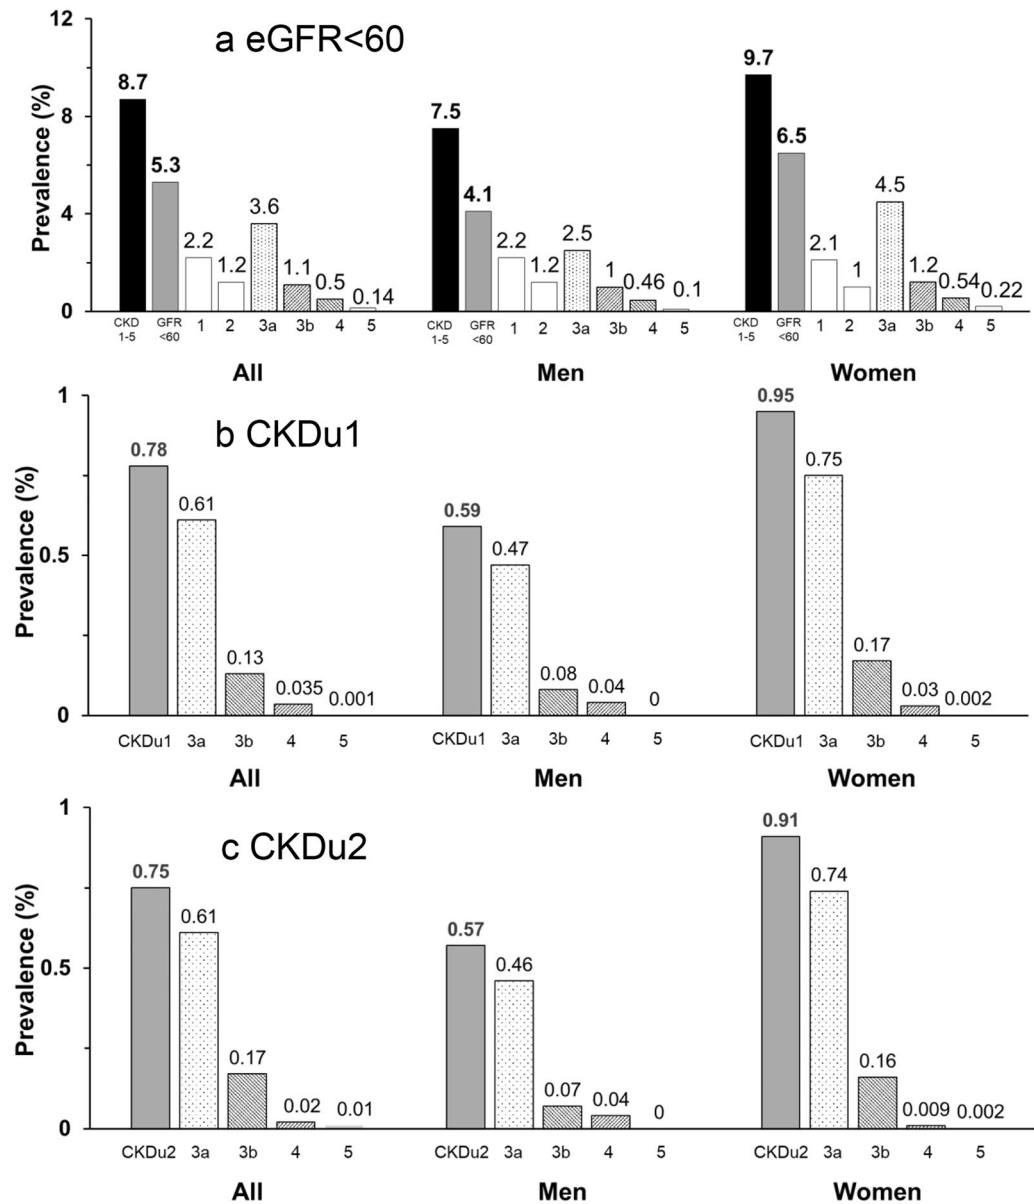 a eGFR<60
Prevalence (%)
12
8
4
0
8.7 5.3 2.2 1.2 3.6 1.1 0.5 0.14
7.5 4.1 2.2 1.2 2.5 1 0.46 0.1
9.7 6.5 2.1 1 4.5 1.2 0.54 0.22
CKD 1-5 GFR <60 1 2 3a 3b 4 5
CKD 1-5 GFR <60 1 2 3a 3b 4 5
CKD 1-5 GFR <60 1 2 3a 3b 4 5
All Men Women
b CKDu1
Prevalence (%)
1
0.5
0
0.78 0.61 0.13 0.035 0.001
0.59 0.47 0.08 0.04 0
0.95 0.75 0.17 0.03 0.002
CKDu1 3a 3b 4 5
CKDu1 3a 3b 4 5
CKDu1 3a 3b 4 5
All Men Women
c CKDu2
Prevalence (%)
1
0.5
0
0.75 0.61 0.17 0.02 0.01
0.57 0.46 0.07 0.04 0
0.91 0.74 0.16 0.009 0.002
CKDu2 3a 3b 4 5
CKDu2 3a 3b 4 5
CKDu2 3a 3b 4 5
All Men Women